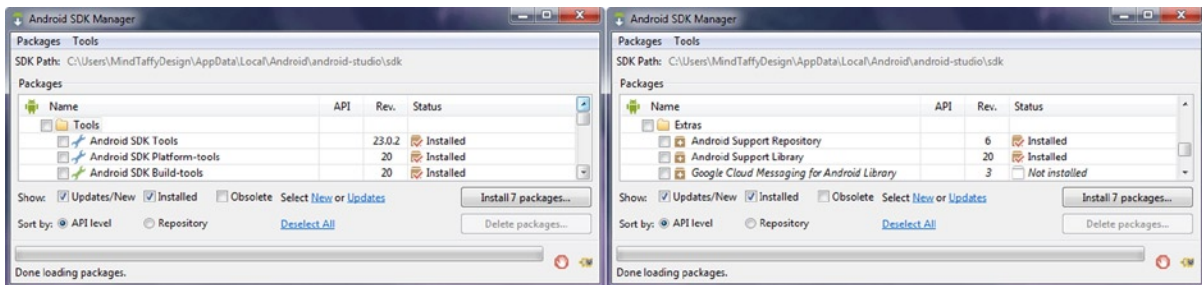 Android SDK Manager
Packages Tools
SDK Path: C:\Users\MindTaffyDesign\AppData\Local\Android\android-studio\sdk
Packages
Name API Rev. Status
Tools
Android SDK Tools 23.0.2 Installed
Android SDK Platform-tools 20 Installed
Android SDK Build-tools 20 Installed
Show: Updates/New Installed Obsolete Select New or Updates Install 7 packages...
Sort by: API level Repository Deselect All Delete packages...
Done loading packages.
Android SDK Manager
Packages Tools
SDK Path: C:\Users\MindTaffyDesign\AppData\Local\Android\android-studio\sdk
Packages
Name API Rev. Status
Extras
Android Support Repository 6 Installed
Android Support Library 20 Installed
Google Cloud Messaging for Android Library 3 Not installed
Show: Updates/New Installed Obsolete Select New or Updates Install 7 packages...
Sort by: API level Repository Deselect All Delete packages...
Done loading packages.